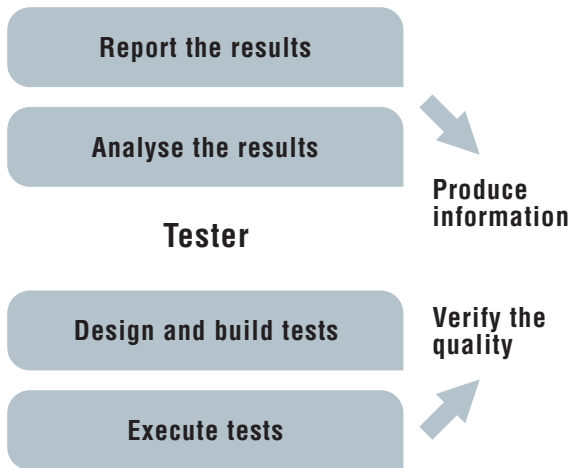 Report the results
Analyse the results
Produce
information
Tester
Design and build tests
Verify the
quality
Execute tests